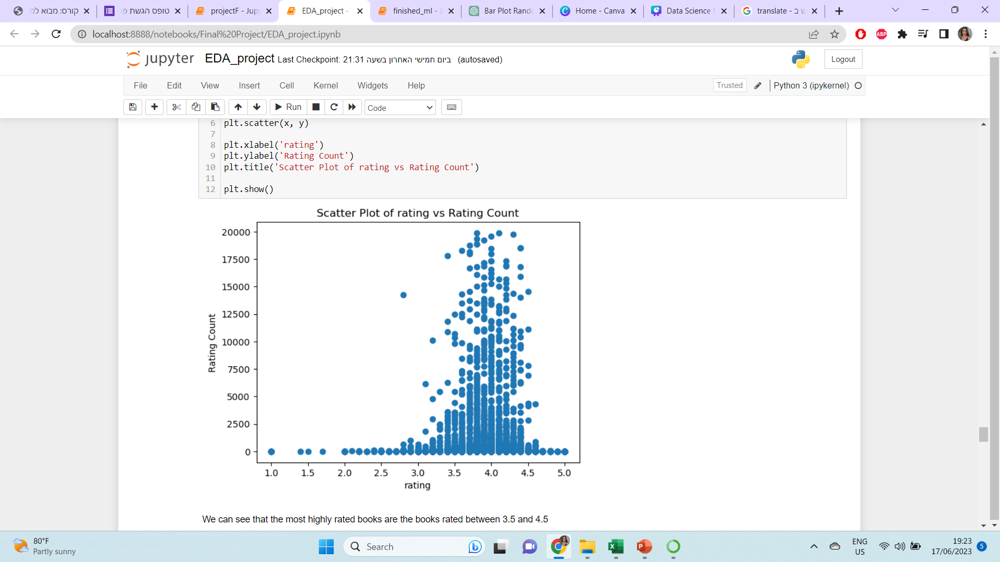 קורס: מבוא למ
טופס הגשת פר
projectF - Jupy
EDA_project -
finished_ml - J
Bar Plot Rando
Home - Canva
Data Science P
translate - ש ב
localhost:8888/notebooks/Final%20Project/EDA_project.ipynb
ABP
jupyter EDA_project Last Checkpoint: 21:31 ביום חמישי האחרון בשעה (autosaved)
Logout
File Edit View Insert Cell Kernel Widgets Help
Trusted Python 3 (ipykernel)
Run Code
6 plt.scatter(x, y)
7
8 plt.xlabel('rating')
9 plt.ylabel('Rating Count')
10 plt.title('Scatter Plot of rating vs Rating Count')
11
12 plt.show()
Scatter Plot of rating vs Rating Count
20000
17500
15000
12500
10000
7500
5000
2500
0
Rating Count
1.0 1.5 2.0 2.5 3.0 3.5 4.0 4.5 5.0
rating
We can see that the most highly rated books are the books rated between 3.5 and 4.5
80°F
Partly sunny
Search
ENG
US
19:23
17/06/2023
5